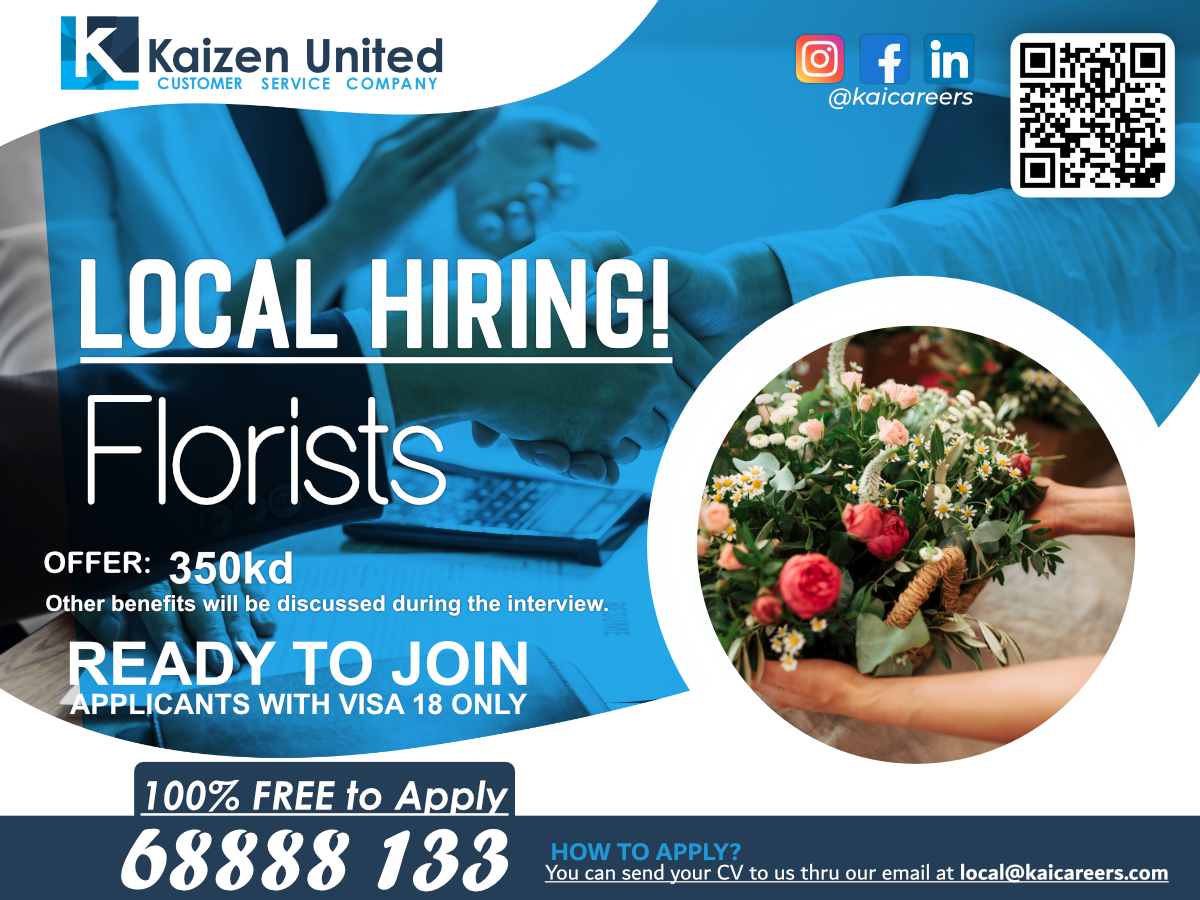 K Kaizen United
CUSTOMER SERVICE COMPANY
in
@kaicareers
LOCAL HIRING!
Florists
OFFER: 350kd
Other benefits will be discussed during the interview.
RESUME
READY TO JOIN
APPLICANTS WITH VISA 18 ONLY
100% FREE to Apply
68888 133
HOW TO APPLY?
You can send your CV to us thru our email at local@kaicareers.com